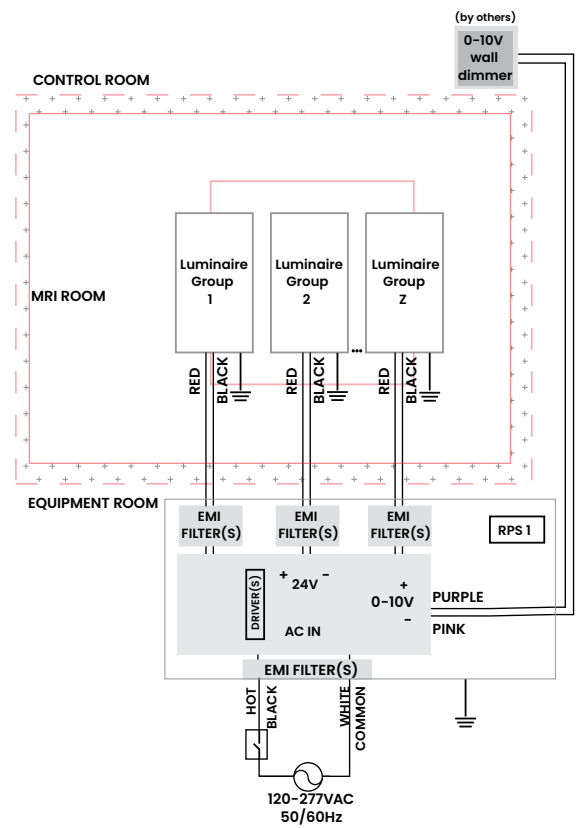 (by others)
0-10V
wall
dimmer
CONTROL ROOM
MRI ROOM
Luminaire
Group
1
Luminaire
Group
2
Luminaire
Group
Z
...
RED
BLACK
RED
BLACK
RED
BLACK
EQUIPMENT ROOM
EMI
FILTER(S)
EMI
FILTER(S)
EMI
FILTER(S)
RPS 1
DRIVER(S)
+ 24V -
AC IN
+
0-10V
-
PURPLE
PINK
EMI FILTER(S)
HOT
BLACK
WHITE
COMMON
120-277VAC
50/60Hz